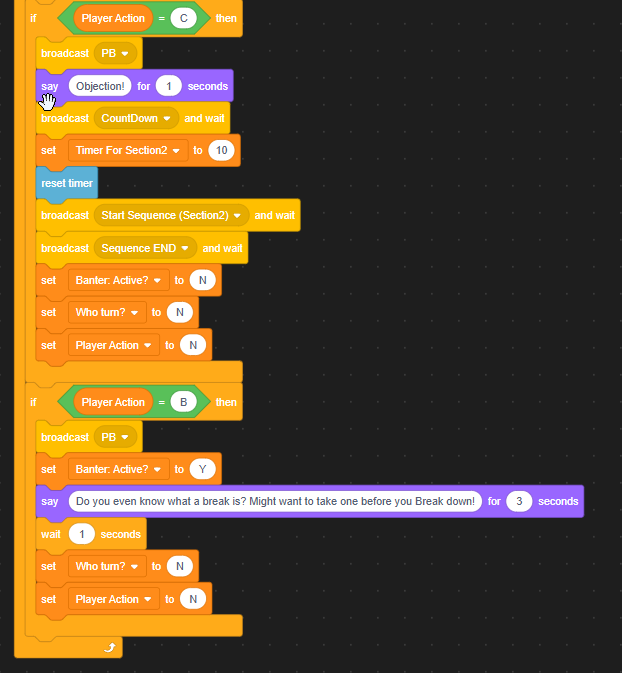 if Player Action = C then
broadcast PB
say Objection! for 1 seconds
broadcast CountDown and wait
set Timer For Section2 to 10
reset timer
broadcast Start Sequence (Section2) and wait
broadcast Sequence END and wait
set Banter: Active? to N
set Who turn? to N
set Player Action to N
if Player Action = B then
broadcast PB
set Banter: Active? to Y
say Do you even know what a break is? Might want to take one before you Break down! for 3 seconds
wait 1 seconds
set Who turn? to N
set Player Action to N